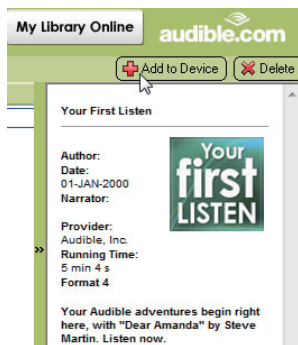 My Library Online
audible.com
Add to Device
Delete
Your First Listen
Author:
Date:
01-JAN-2000
Narrator:
Provider:
Audible, Inc.
Running Time:
5 min 4 s
Format 4
Your
first
LISTEN
»
Your Audible adventures begin right
here, with "Dear Amanda" by Steve
Martin. Listen now.